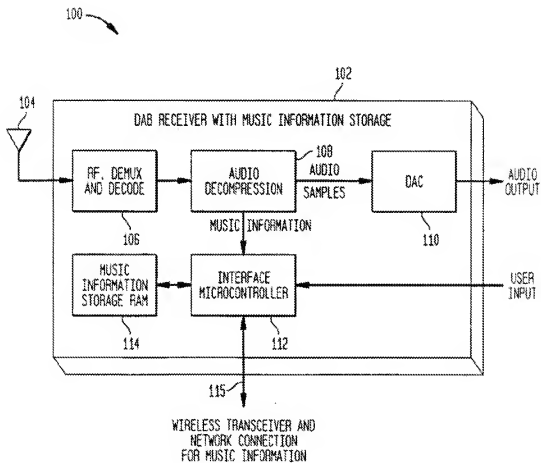 100
102
104
DAB RECEIVER WITH MUSIC INFORMATION STORAGE
RF, DEMUX
AND DECODE
106
AUDIO
DECOMPRESSION
108
AUDIO
SAMPLES
DAC
110
AUDIO
OUTPUT
MUSIC INFORMATION
MUSIC
INFORMATION
STORAGE RAM
114
INTERFACE
MICROCONTROLLER
112
USER
INPUT
115
WIRELESS TRANSCEIVER AND
NETWORK CONNECTION
FOR MUSIC INFORMATION